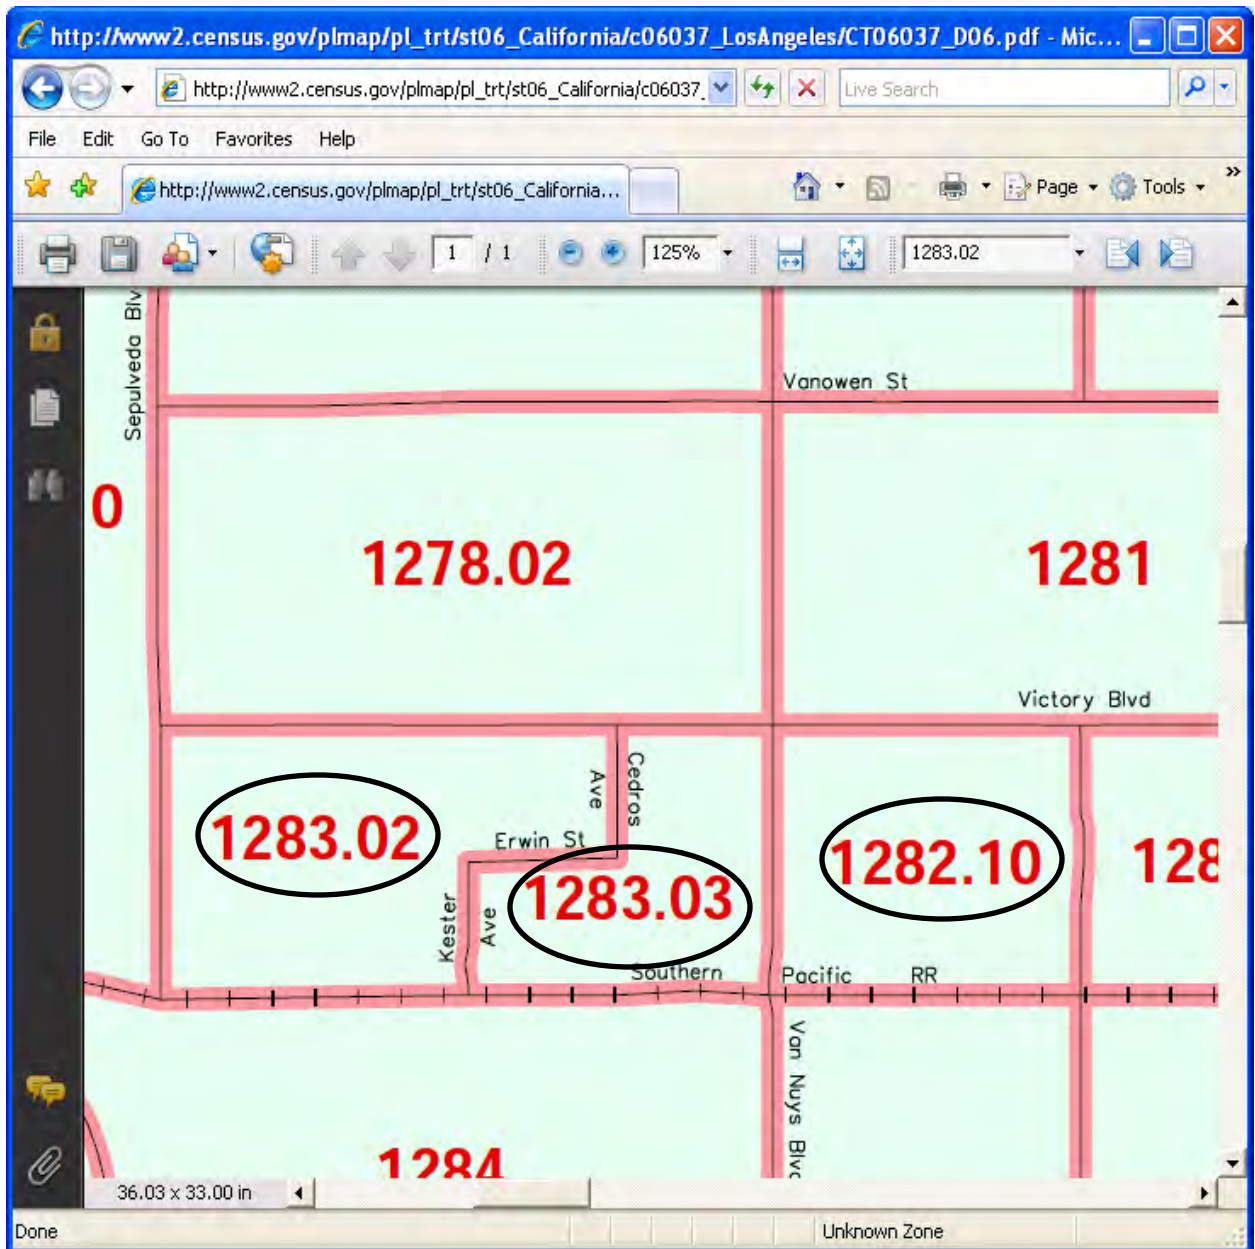 http://www2.census.gov/plmap/pl_trt/st06_California/c06037_LosAngeles/CT06037_D06.pdf - Mic...
http://www2.census.gov/plmap/pl_trt/st06_California/c06037_
Live Search
File Edit Go To Favorites Help
http://www2.census.gov/plmap/pl_trt/st06_California...
Page Tools »
1 / 1 125% 1283.02
Sepulveda Blv
Vanowen St
0
1278.02
1281
Victory Blvd
Cedros
Ave
1283.02
Erwin St
1282.10
128
1283.03
Kester
Ave
Southern Pacific RR
Van Nuys Blvd
1284
36.03 x 33.00 in
Done
Unknown Zone